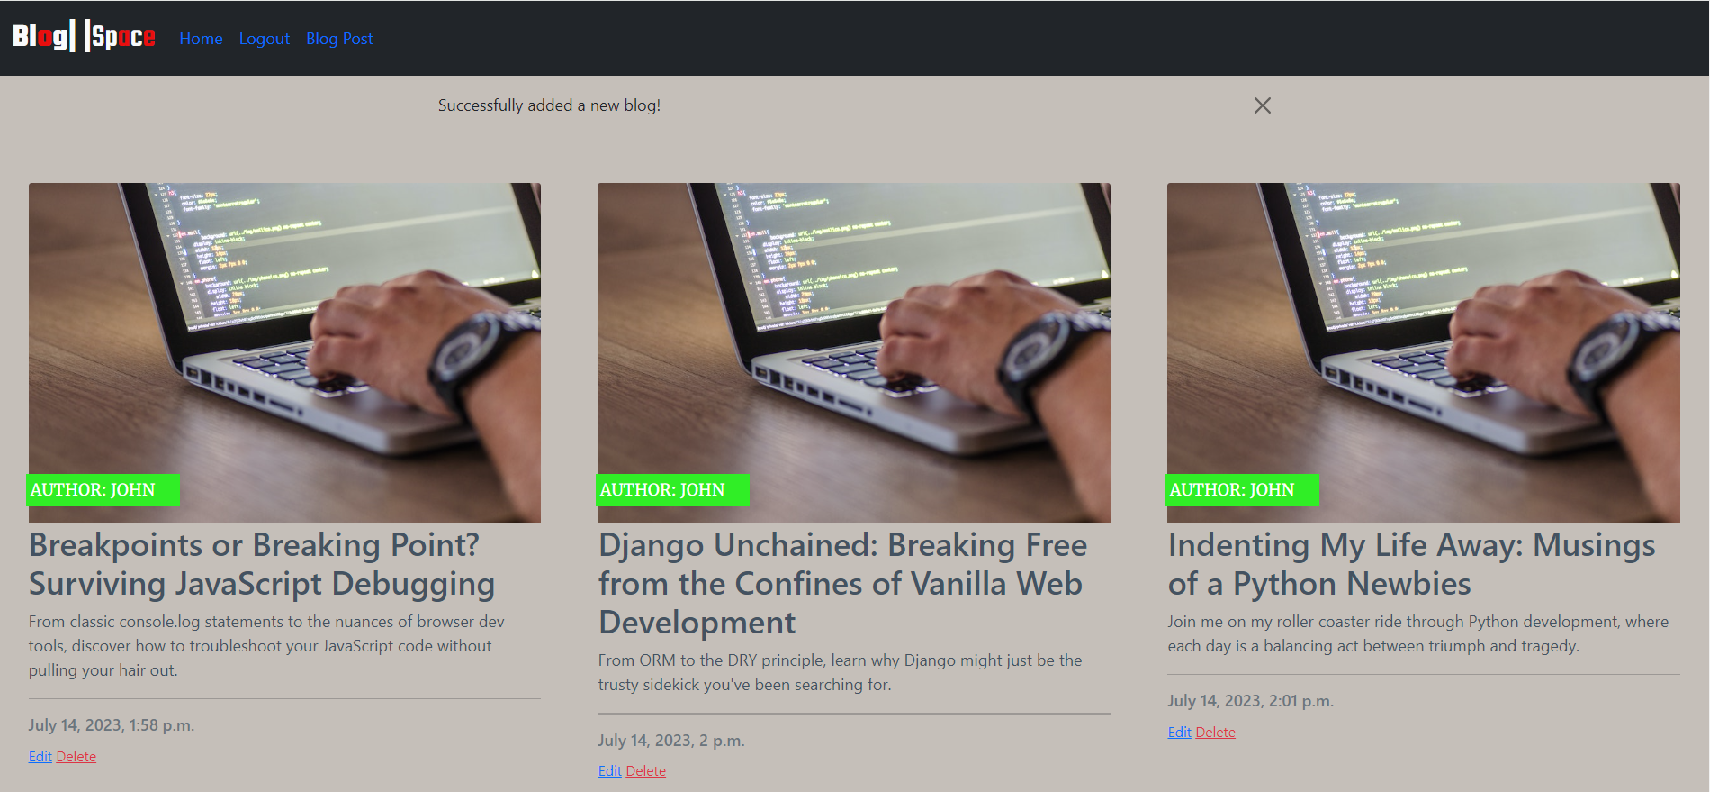 Blog| |Space Home Logout Blog Post
Successfully added a new blog!
AUTHOR: JOHN
Breakpoints or Breaking Point?
Surviving JavaScript Debugging
From classic console.log statements to the nuances of browser dev
tools, discover how to troubleshoot your JavaScript code without
pulling your hair out.
July 14, 2023, 1:58 p.m.
Edit Delete
AUTHOR: JOHN
Django Unchained: Breaking Free
from the Confines of Vanilla Web
Development
From ORM to the DRY principle, learn why Django might just be the
trusty sidekick you've been searching for.
July 14, 2023, 2 p.m.
Edit Delete
AUTHOR: JOHN
Indenting My Life Away: Musings
of a Python Newbies
Join me on my roller coaster ride through Python development, where
each day is a balancing act between triumph and tragedy.
July 14, 2023, 2:01 p.m.
Edit Delete